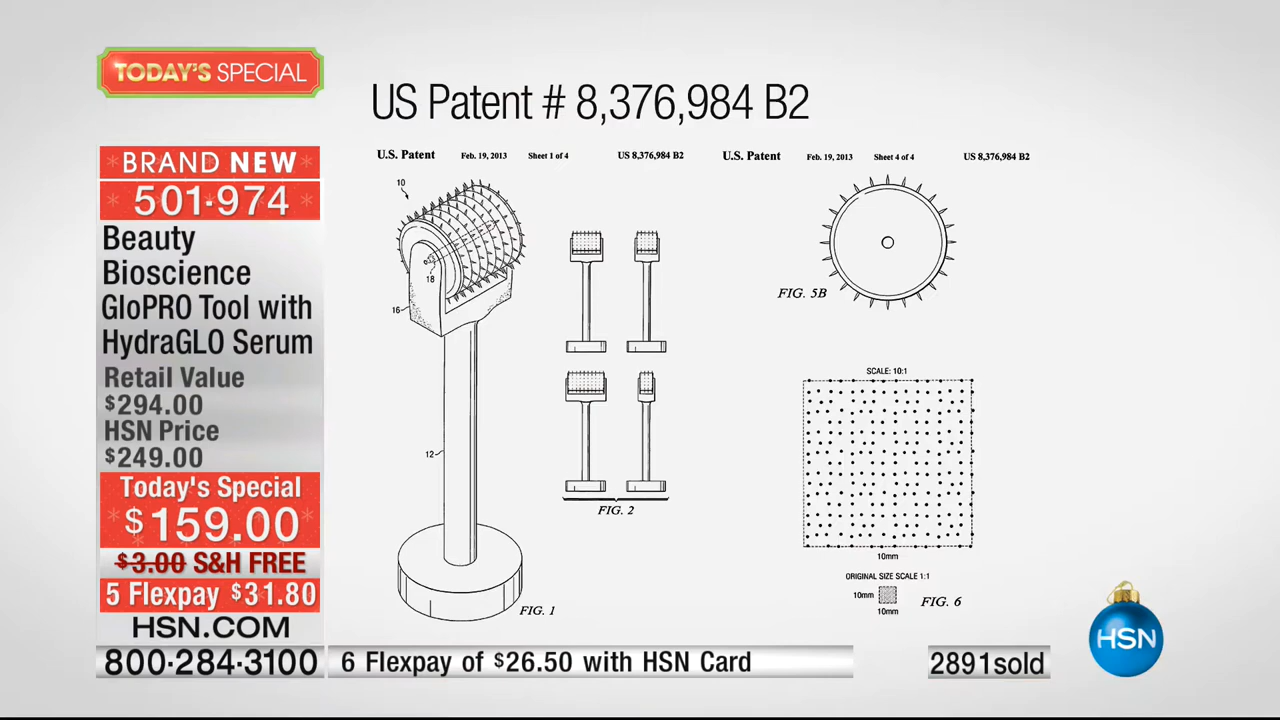 TODAY'S SPECIAL
US Patent # 8,376,984 B2
BRAND NEW
501-974
Beauty
Bioscience
GloPRO Tool with
HydraGLO Serum
Retail Value
$294.00
HSN Price
$249.00
Today's Special
$159.00
$3.00 S&H FREE
5 Flexpay $31.80
HSN.COM
800-284-3100
U.S. Patent Feb. 19, 2013 Sheet 1 of 4 US 8,376,984 B2
10
18
16
12
FIG. 1
FIG. 2
U.S. Patent Feb. 19, 2013 Sheet 4 of 4 US 8,376,984 B2
FIG. 5B
SCALE: 10:1
10mm
ORIGINAL SIZE SCALE 1:1
10mm
10mm
FIG. 6
HSN
6 Flexpay of $26.50 with HSN Card
2891sold